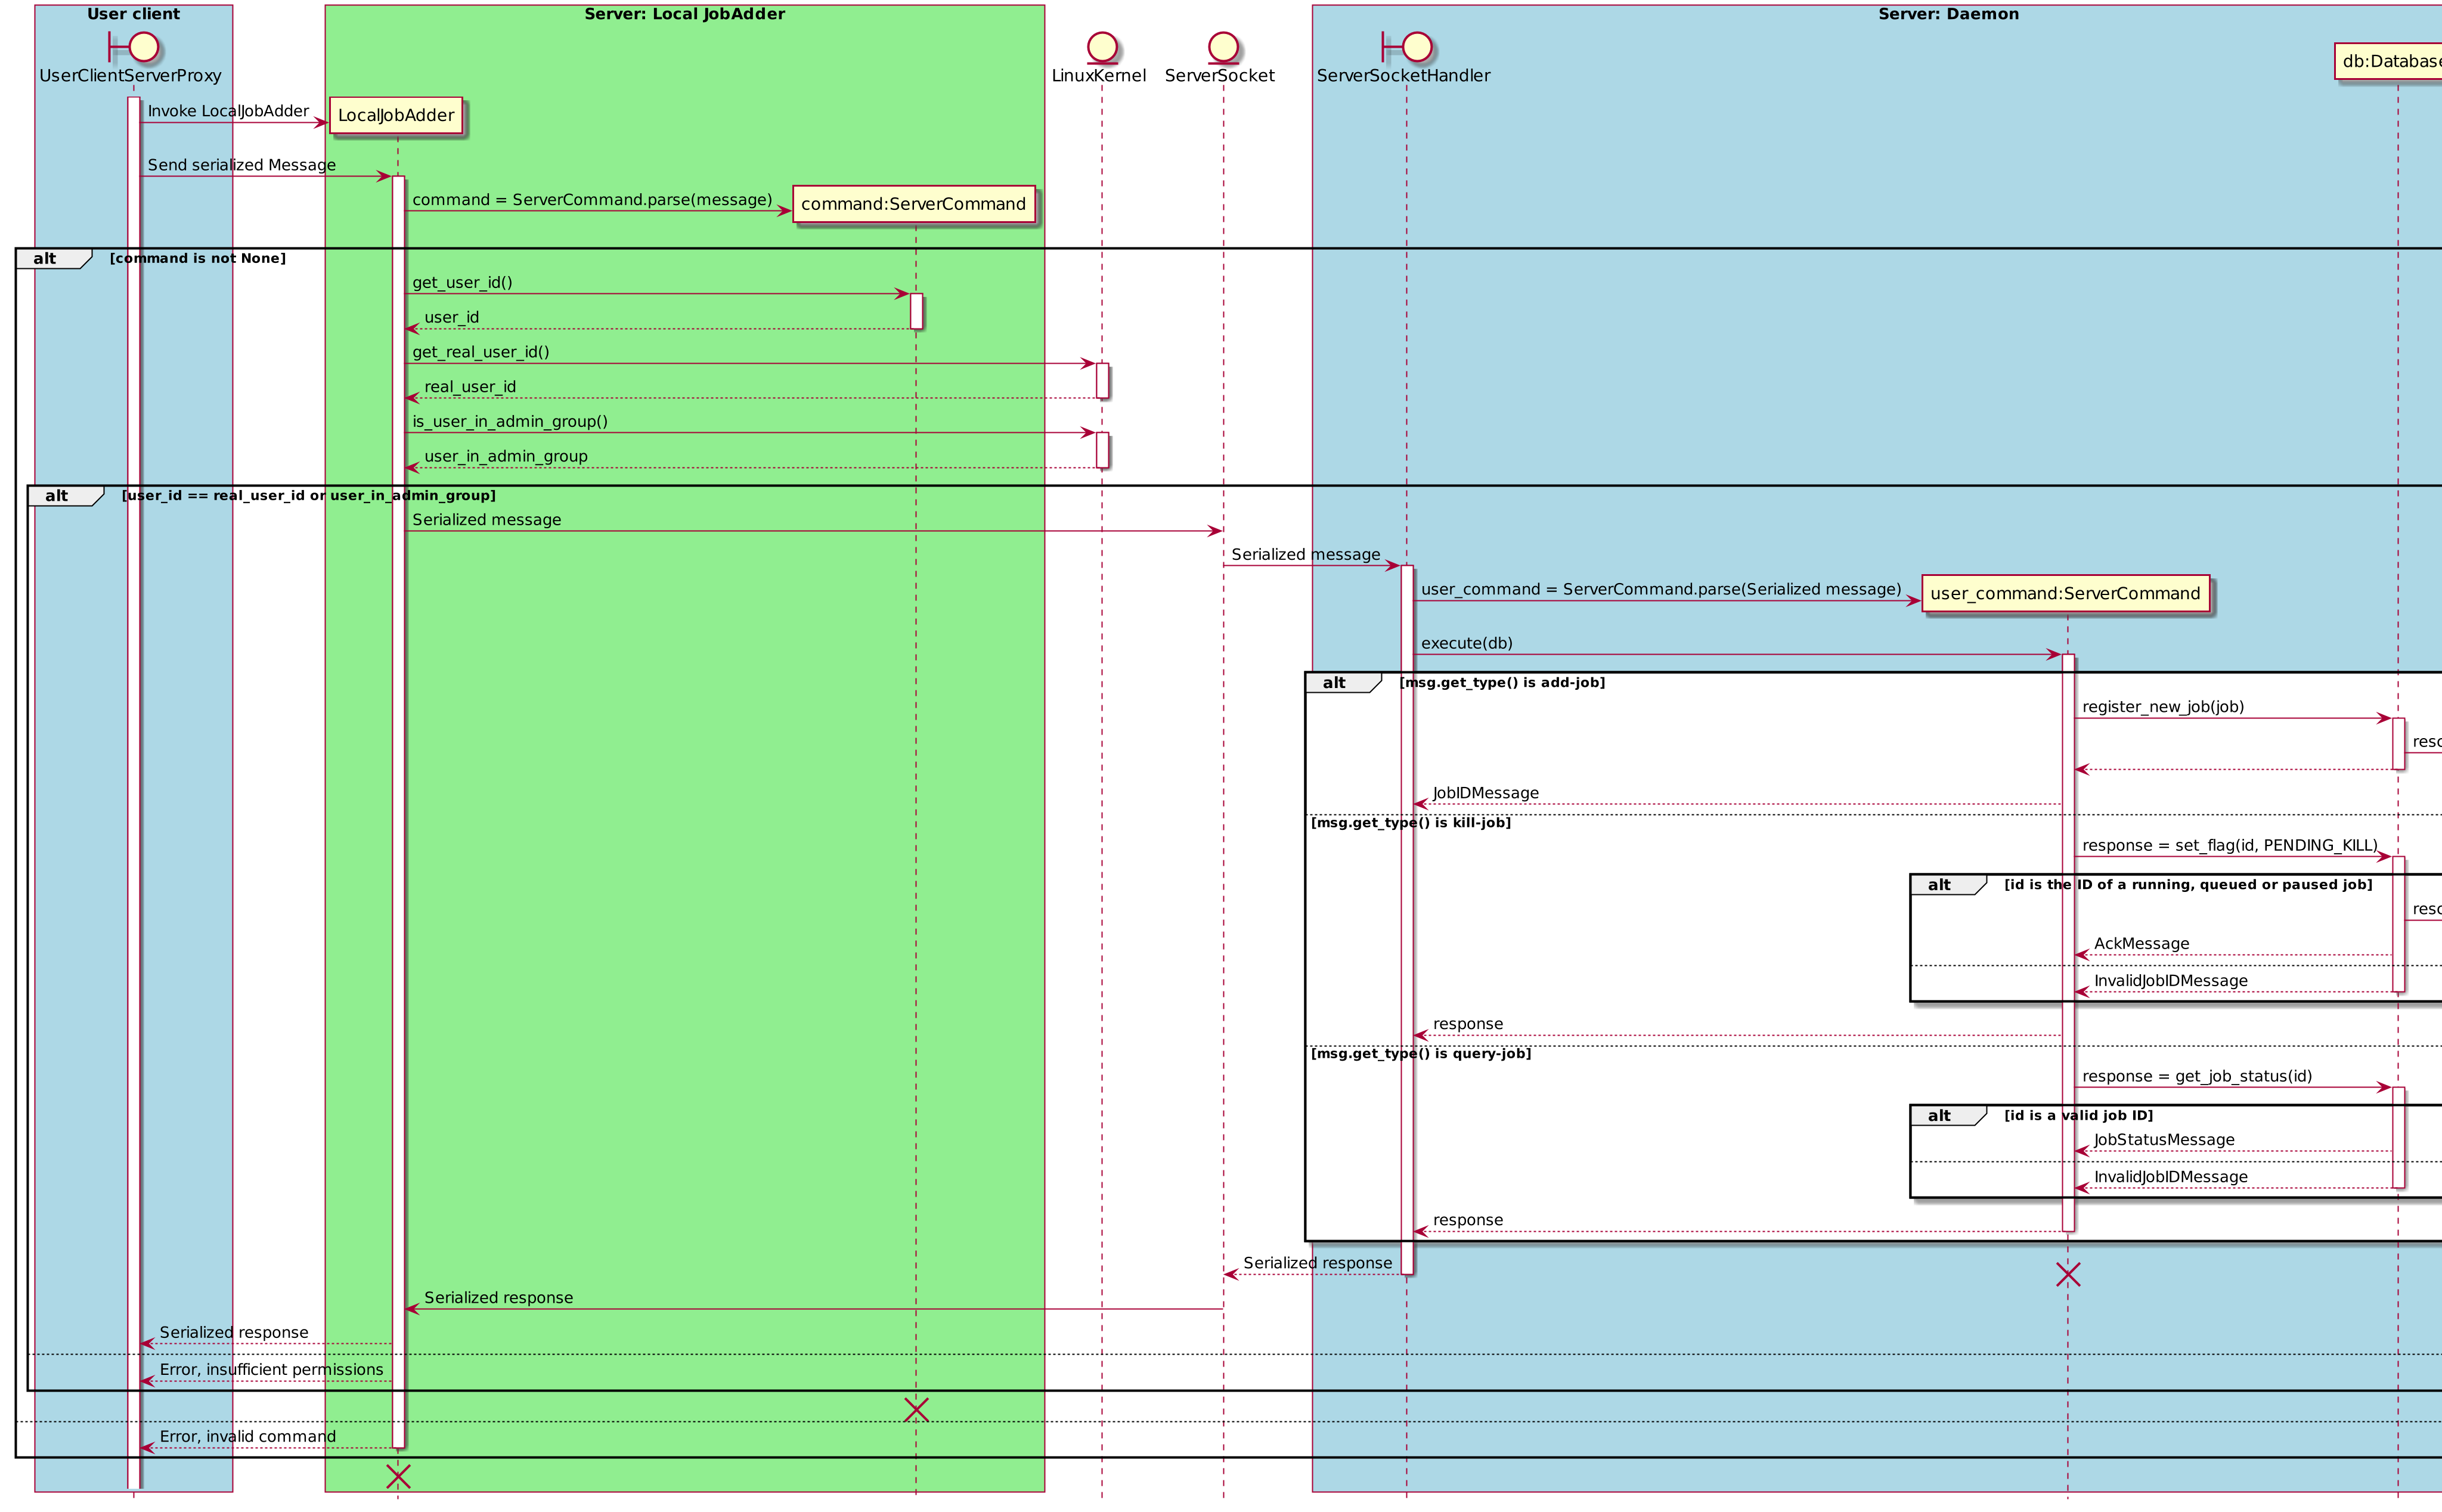 User client
Server: Local JobAdder
Server: Daemon
UserClientServerProxy
LinuxKernel
ServerSocket
ServerSocketHandler
db:Database
Invoke LocalJobAdder
LocalJobAdder
Send serialized Message
command = ServerCommand.parse(message)
command:ServerCommand
alt [command is not None]
get_user_id()
user_id
get_real_user_id()
real_user_id
is_user_in_admin_group()
user_in_admin_group
alt [user_id == real_user_id or user_in_admin_group]
Serialized message
Serialized message
user_command = ServerCommand.parse(Serialized message)
user_command:ServerCommand
execute(db)
alt [msg.get_type() is add-job]
register_new_job(job)
JobIDMessage
[msg.get_type() is kill-job]
response = set_flag(id, PENDING_KILL)
alt [id is the ID of a running, queued or paused job]
AckMessage
InvalidJobIDMessage
response
[msg.get_type() is query-job]
response = get_job_status(id)
alt [id is a valid job ID]
JobStatusMessage
InvalidJobIDMessage
response
Serialized response
Serialized response
Serialized response
Error, insufficient permissions
Error, invalid command